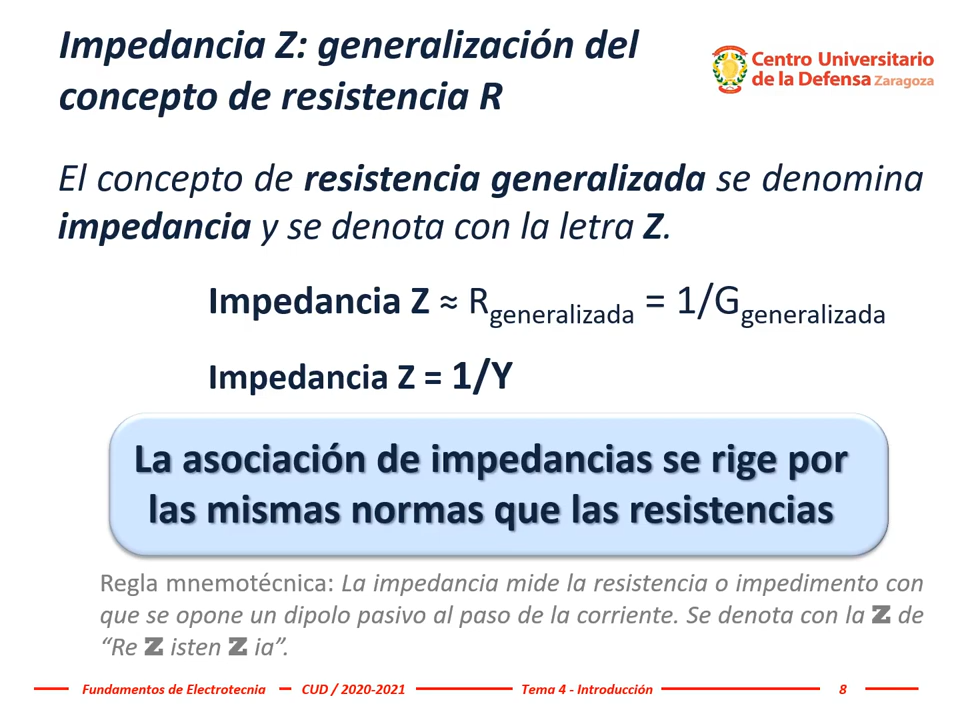 Impedancia Z: generalización del
concepto de resistencia R
Centro Universitario
de la Defensa Zaragoza
El concepto de resistencia generalizada se denomina
impedancia y se denota con la letra Z.
Impedancia Z ≈ Rgeneralizada = 1/Ggeneralizada
Impedancia Z = 1/Y
La asociación de impedancias se rige por
las mismas normas que las resistencias
Regla mnemotécnica: La impedancia mide la resistencia o impedimento con
que se opone un dipolo pasivo al paso de la corriente. Se denota con la Z de
“Re Z isten Z ia”.
Fundamentos de Electrotecnia CUD / 2020-2021 Tema 4 - Introducción 8